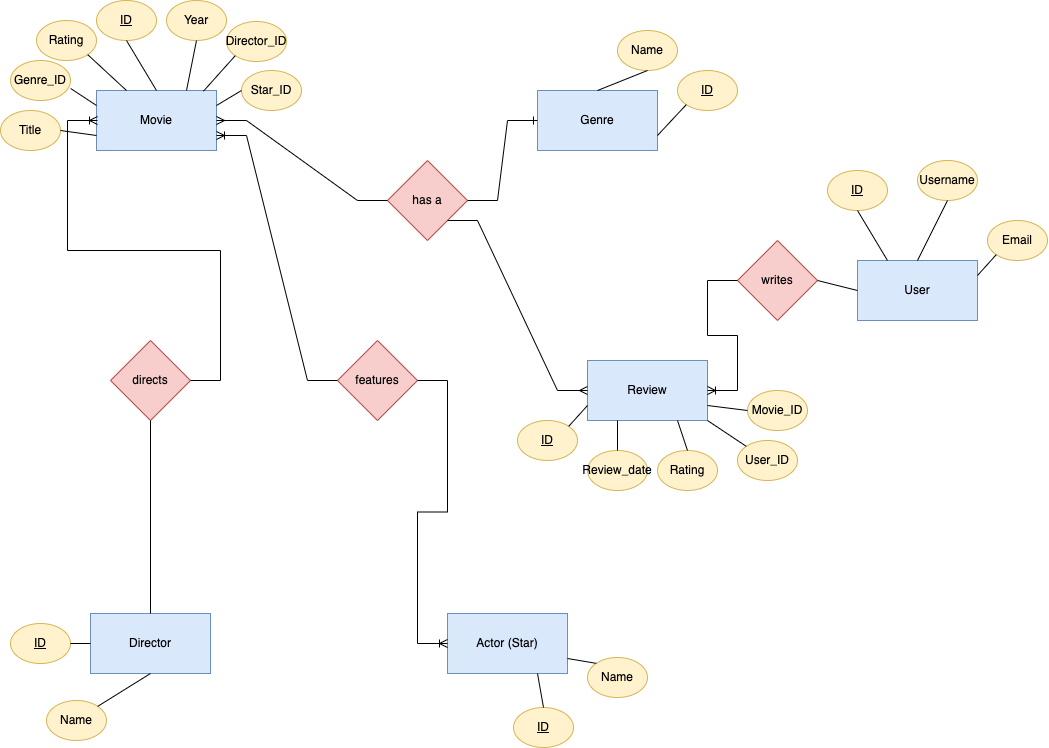 ID
Year
Rating
Director_ID
Genre_ID
Star_ID
Title
Movie
Name
ID
Genre
has a
ID
Username
Email
User
writes
directs
features
Review
Movie_ID
ID
Review_date
Rating
User_ID
ID
Director
Name
Actor (Star)
Name
ID